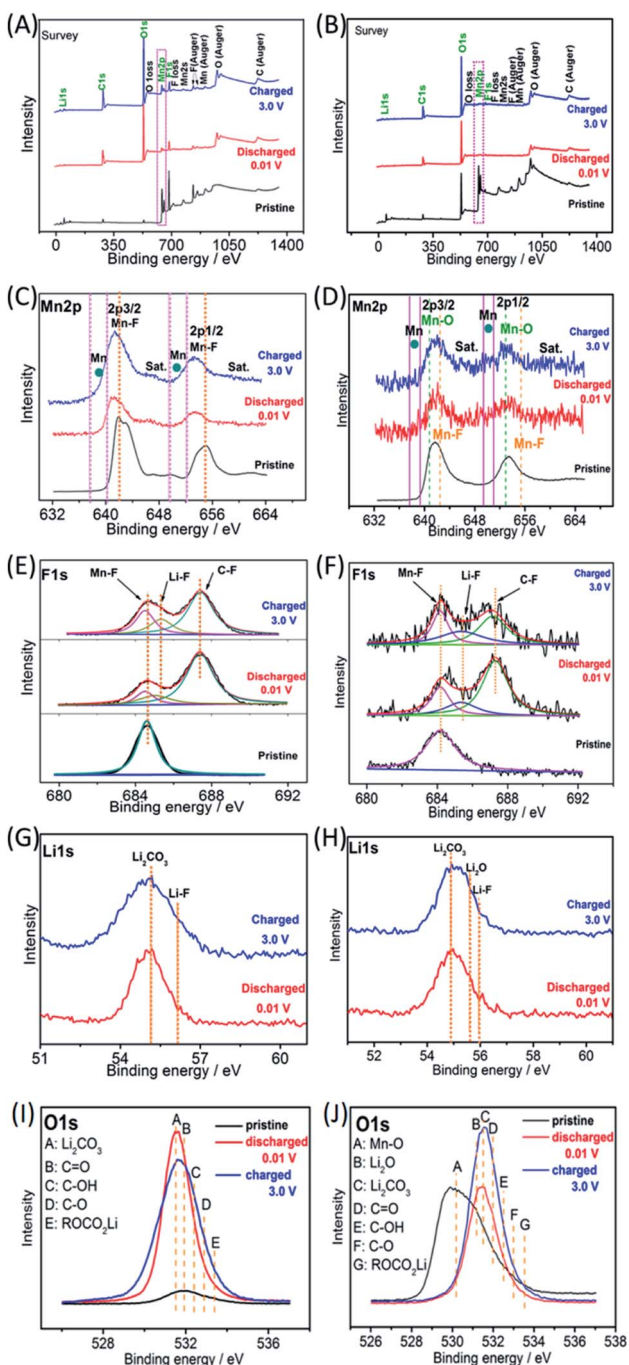 (A)
Survey
Li1s
C1s
O1s
O loss
Mn2p
F1s
F loss
Mn2s
F(Auger)
Mn (Auger)
O (Auger)
C (Auger)
Charged
3.0 V
Discharged
0.01 V
Pristine
Intensity
0 350 700 1050 1400
Binding energy / eV
(B)
Survey
Li1s
C1s
O1s
O loss
Mn2p
F1s
F loss
Mn2s
F (Auger)
Mn (Auger)
O (Auger)
C (Auger)
Charged
3.0 V
Discharged
0.01 V
Pristine
Intensity
0 350 700 1050 1400
Binding energy / eV
(C)
Mn2p
2p3/2
Mn-F
2p1/2
Mn-F
Mn
Sat.
Mn
Sat.
Charged
3.0 V
Discharged
0.01 V
Pristine
Intensity
632 640 648 656 664
Binding energy / eV
(D)
Mn2p
2p3/2
2p1/2
Mn
Mn-O
Sat.
Mn
Mn-O
Sat.
Charged
3.0 V
Discharged
0.01 V
Mn-F
Mn-F
Pristine
Intensity
632 640 648 656 664
Binding energy / eV
(E)
F1s
Mn-F
Li-F
C-F
Charged
3.0 V
Discharged
0.01 V
Pristine
Intensity
680 684 688 692
Binding energy / eV
(F)
F1s
Mn-F
Li-F
C-F
Charged
3.0 V
Discharged
0.01 V
Pristine
Intensity
680 684 688 692
Binding energy / eV
(G)
Li1s
Li₂CO₃
Li-F
Charged
3.0 V
Discharged
0.01 V
Intensity
51 54 57 60
Binding energy / eV
(H)
Li1s
Li₂CO₃
Li₂O
Li-F
Charged
3.0 V
Discharged
0.01 V
Intensity
52 54 56 58 60
Binding energy / eV
(I)
O1s
A: Li₂CO₃
B: C=O
C: C-OH
D: C-O
E: ROCO₂Li
A
B
C
D
E
pristine
discharged
0.01 V
charged
3.0 V
Intensity
528 532 536
Binding energy / eV
(J)
O1s
A: Mn-O
B: Li₂O
C: Li₂CO₃
D: C=O
E: C-OH
F: C-O
G: ROCO₂Li
A
B
C
D
E
F
G
pristine
discharged
0.01 V
charged
3.0 V
Intensity
526 528 530 532 534 536 538
Binding energy / eV